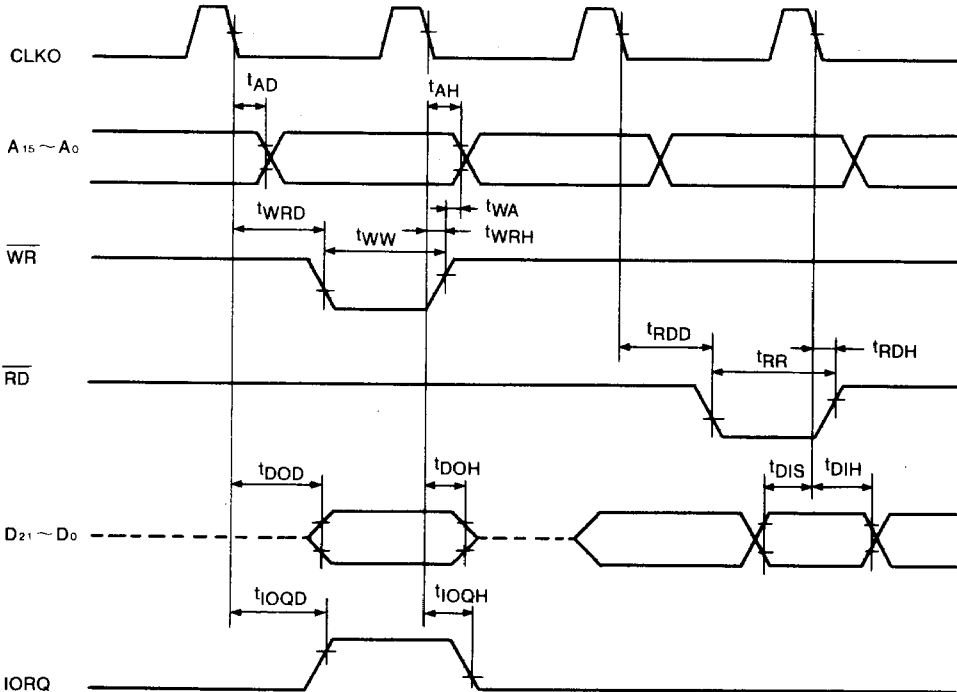 CLKO
tAD
tAH
A15～A0
tWRD
tWA
tWW
tWRH
WR
tRDD
tRR
tRDH
RD
tDOD
tDOH
tDIS
tDIH
D21～D0
tIOQD
tIOQH
IORQ